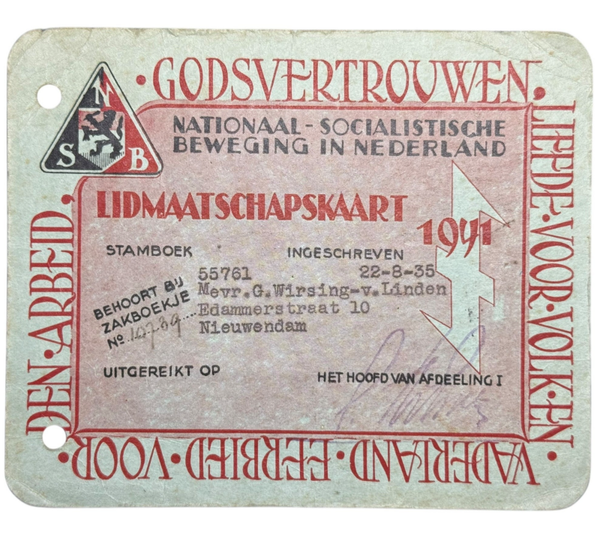 GODSVERTROUWEN.
LIEFDE·VOOR·VOLK·EN
VADERLAND·EERBIED·VOOR·
DEN·ARBEID,
N
S B
NATIONAAL-SOCIALISTISCHE
BEWEGING IN NEDERLAND
LIDMAATSCHAPSKAART 1941
STAMBOEK INGESCHREVEN
55761 22-8-35
BEHOORT BIJ
ZAKBOEKJE
No 10739
Mevr.G.Wirsing-v.Linden
Edammerstraat 10
Nieuwendam
UITGEREIKT OP HET HOOFD VAN AFDEELING I